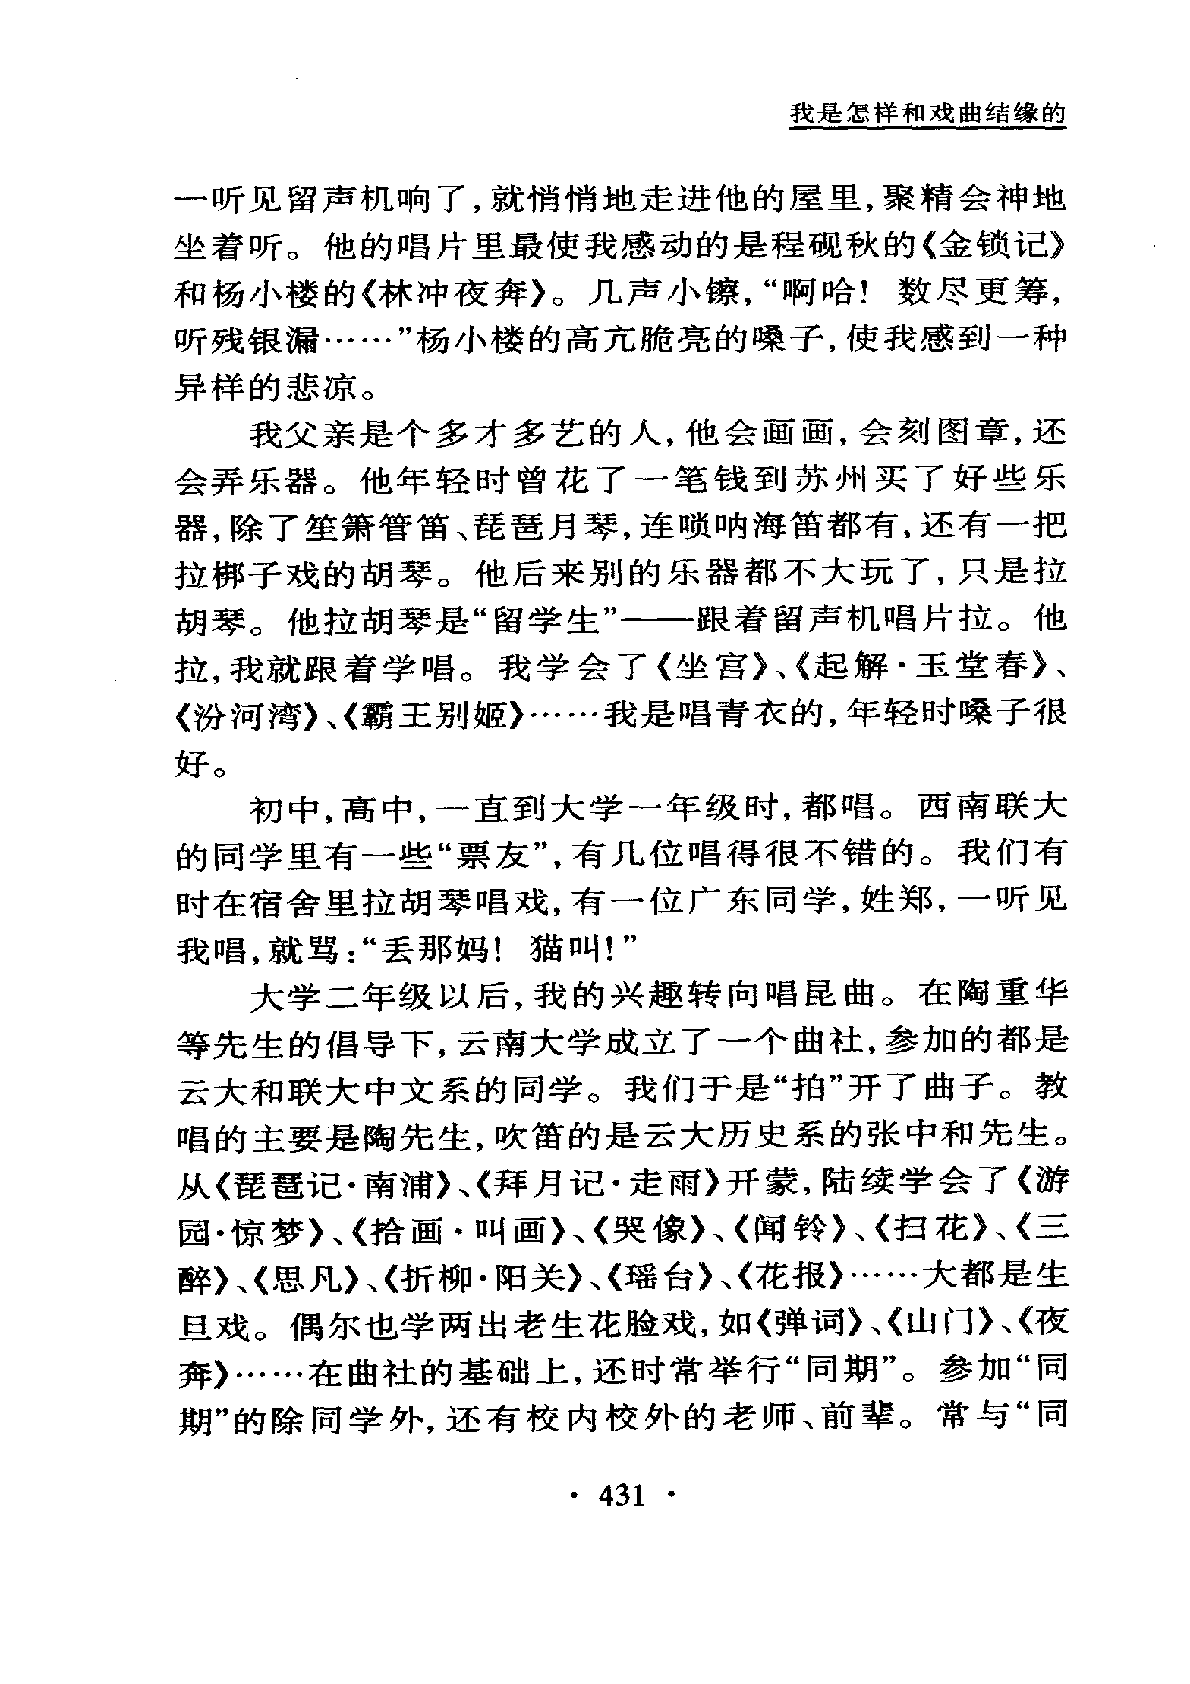 我是怎样和戏曲结缘的
一听见留声机响了，就悄悄地走进他的屋里，聚精会神地
坐着听。他的唱片里最使我感动的是程砚秋的《金锁记》
和杨小楼的《林冲夜奔》。几声小镲，“啊哈！数尽更筹，
听残银漏……”杨小楼的高亢脆亮的嗓子，使我感到一种
异样的悲凉。
我父亲是个多才多艺的人，他会画画，会刻图章，还
会弄乐器。他年轻时曾花了一笔钱到苏州买了好些乐
器，除了笙箫管笛、琵琶月琴，连唢呐海笛都有，还有一把
拉梆子戏的胡琴。他后来别的乐器都不大玩了，只是拉
胡琴。他拉胡琴是“留学生”——跟着留声机唱片拉。他
拉，我就跟着学唱。我学会了《坐宫》、《起解·玉堂春》、
《汾河湾》、《霸王别姬》……我是唱青衣的，年轻时嗓子很
好。
初中，高中，一直到大学一年级时，都唱。西南联大
的同学里有一些“票友”，有几位唱得很不错的。我们有
时在宿舍里拉胡琴唱戏，有一位广东同学，姓郑，一听见
我唱，就骂：“丢那妈！猫叫！”
大学二年级以后，我的兴趣转向唱昆曲。在陶重华
等先生的倡导下，云南大学成立了一个曲社，参加的都是
云大和联大中文系的同学。我们于是“拍”开了曲子。教
唱的主要是陶先生，吹笛的是云大历史系的张中和先生。
从《琵琶记·南浦》、《拜月记·走雨》开蒙，陆续学会了《游
园·惊梦》、《拾画·叫画》、《哭像》、《闻铃》、《扫花》、《三
醉》、《思凡》、《折柳·阳关》、《瑶台》、《花报》……大都是生
旦戏。偶尔也学两出老生花脸戏，如《弹词》、《山门》、《夜
奔》……在曲社的基础上，还时常举行“同期”。参加“同
期”的除同学外，还有校内校外的老师、前辈。常与“同
· 431 ·